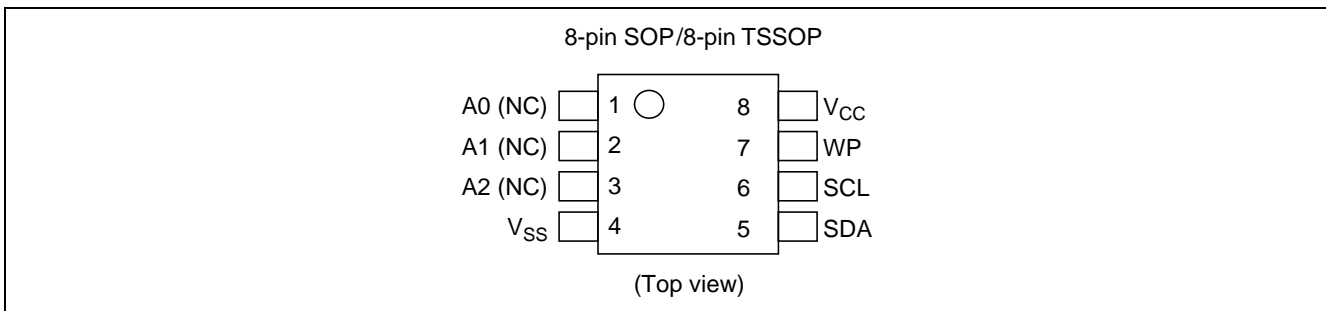 8-pin SOP/8-pin TSSOP
A0 (NC) 1 8 VCC
A1 (NC) 2 7 WP
A2 (NC) 3 6 SCL
VSS 4 5 SDA
(Top view)